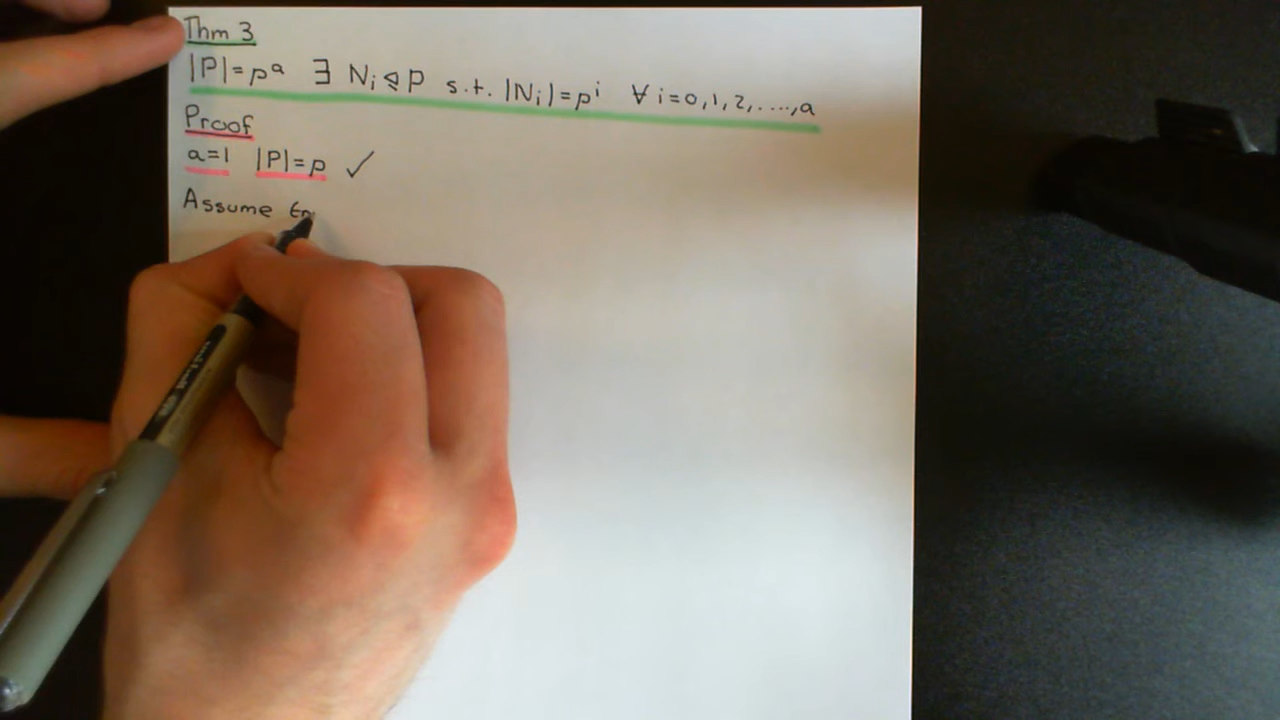 Thm 3
|P|=pᵃ ∃ Nᵢ⊴P s.t. |Nᵢ|=pⁱ ∀ i=0,1,2,....,a
Proof
a=1 |P|=p ✓
Assume